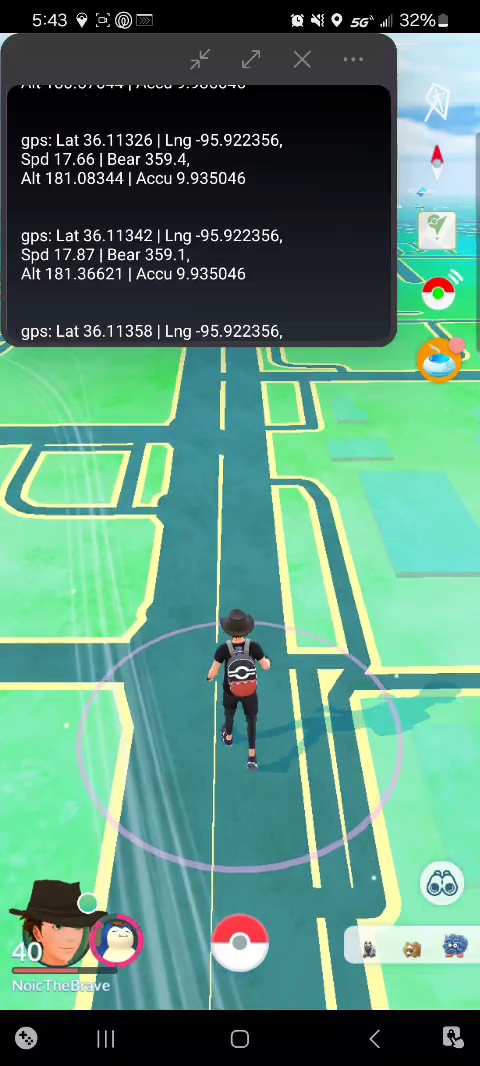 5:43
5G
32%
gps: Lat 36.11326 | Lng -95.922356,
Spd 17.66 | Bear 359.4,
Alt 181.08344 | Accu 9.935046
gps: Lat 36.11342 | Lng -95.922356,
Spd 17.87 | Bear 359.1,
Alt 181.36621 | Accu 9.935046
gps: Lat 36.11358 | Lng -95.922356,
40
NoicTheBrave